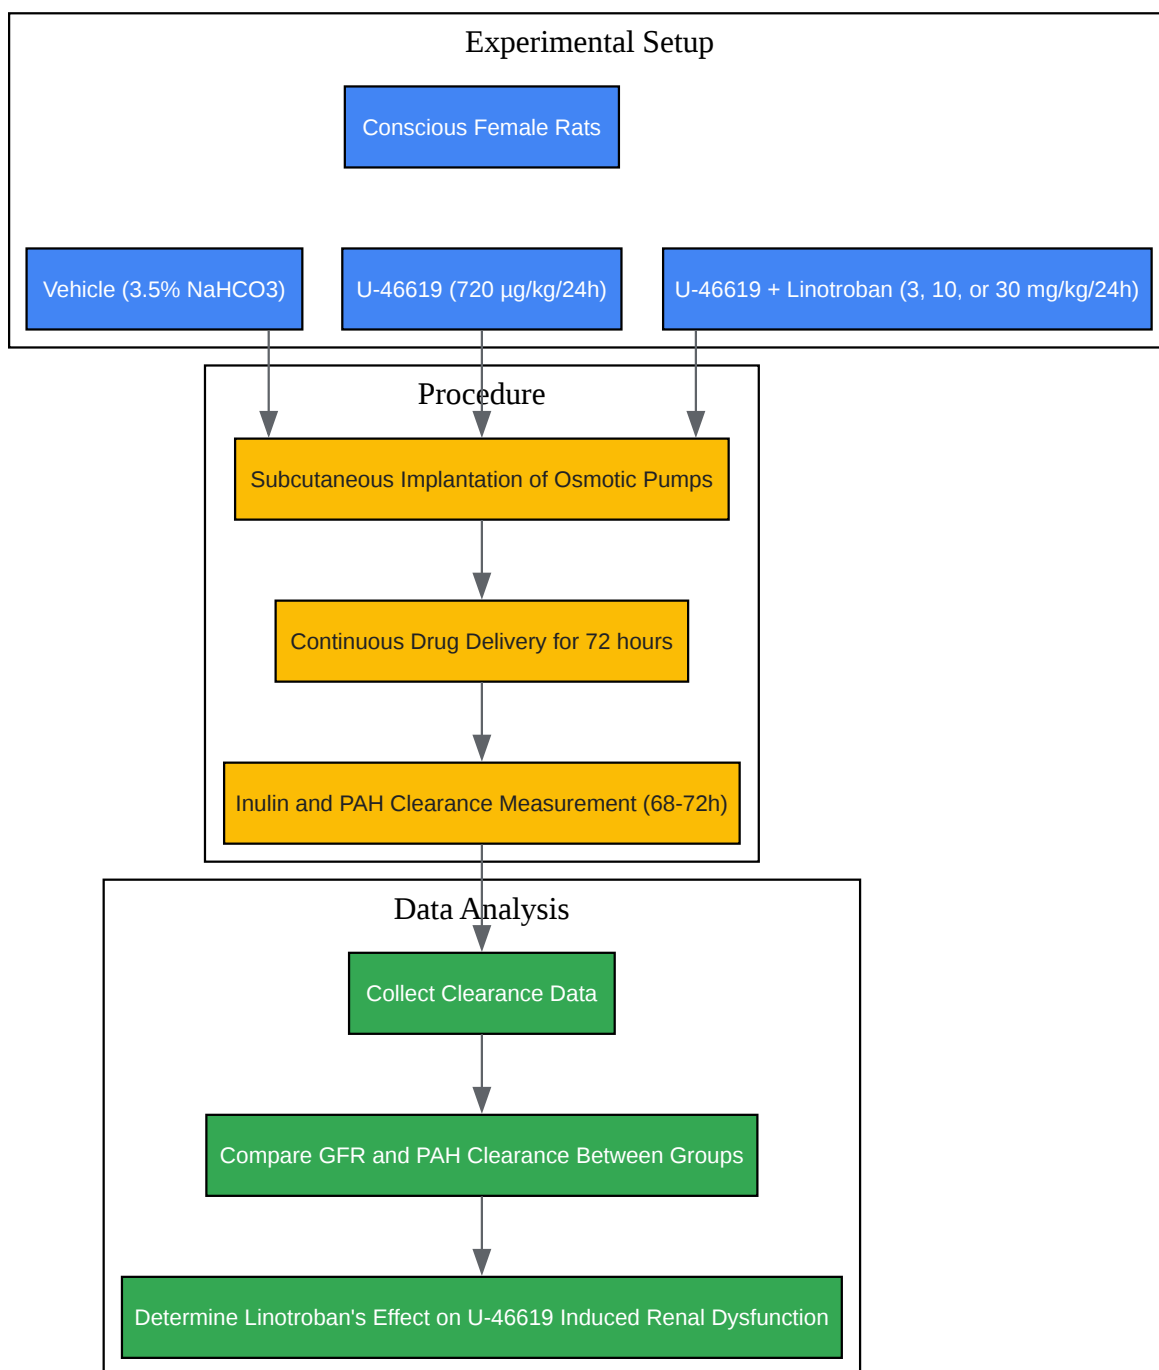 Experimental Setup
Conscious Female Rats
Vehicle (3.5% NaHCO3)
U-46619 (720 µg/kg/24h)
U-46619 + Linotroban (3, 10, or 30 mg/kg/24h)
Procedure
Subcutaneous Implantation of Osmotic Pumps
Continuous Drug Delivery for 72 hours
Inulin and PAH Clearance Measurement (68-72h)
Data Analysis
Collect Clearance Data
Compare GFR and PAH Clearance Between Groups
Determine Linotroban's Effect on U-46619 Induced Renal Dysfunction